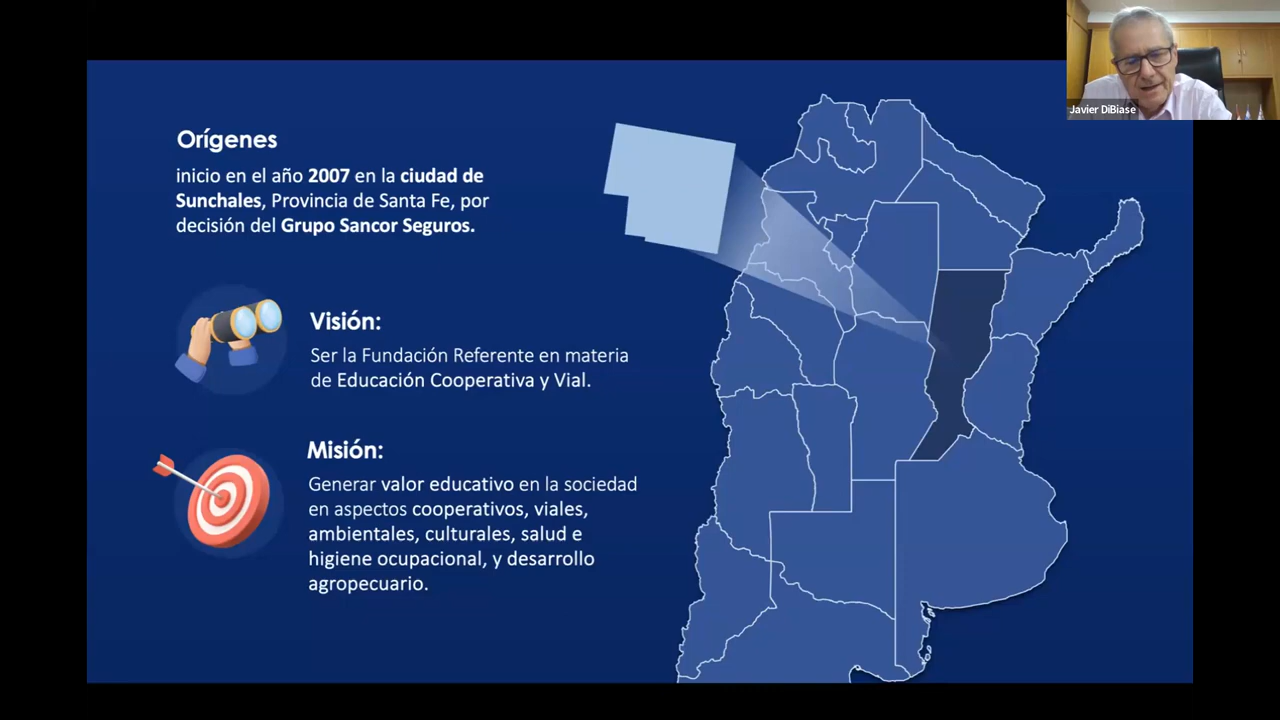 Javier DiBiase
Orígenes
inicio en el año 2007 en la ciudad de
Sunchales, Provincia de Santa Fe, por
decisión del Grupo Sancor Seguros.
Visión:
Ser la Fundación Referente en materia
de Educación Cooperativa y Vial.
Misión:
Generar valor educativo en la sociedad
en aspectos cooperativos, viales,
ambientales, culturales, salud e
higiene ocupacional, y desarrollo
agropecuario.